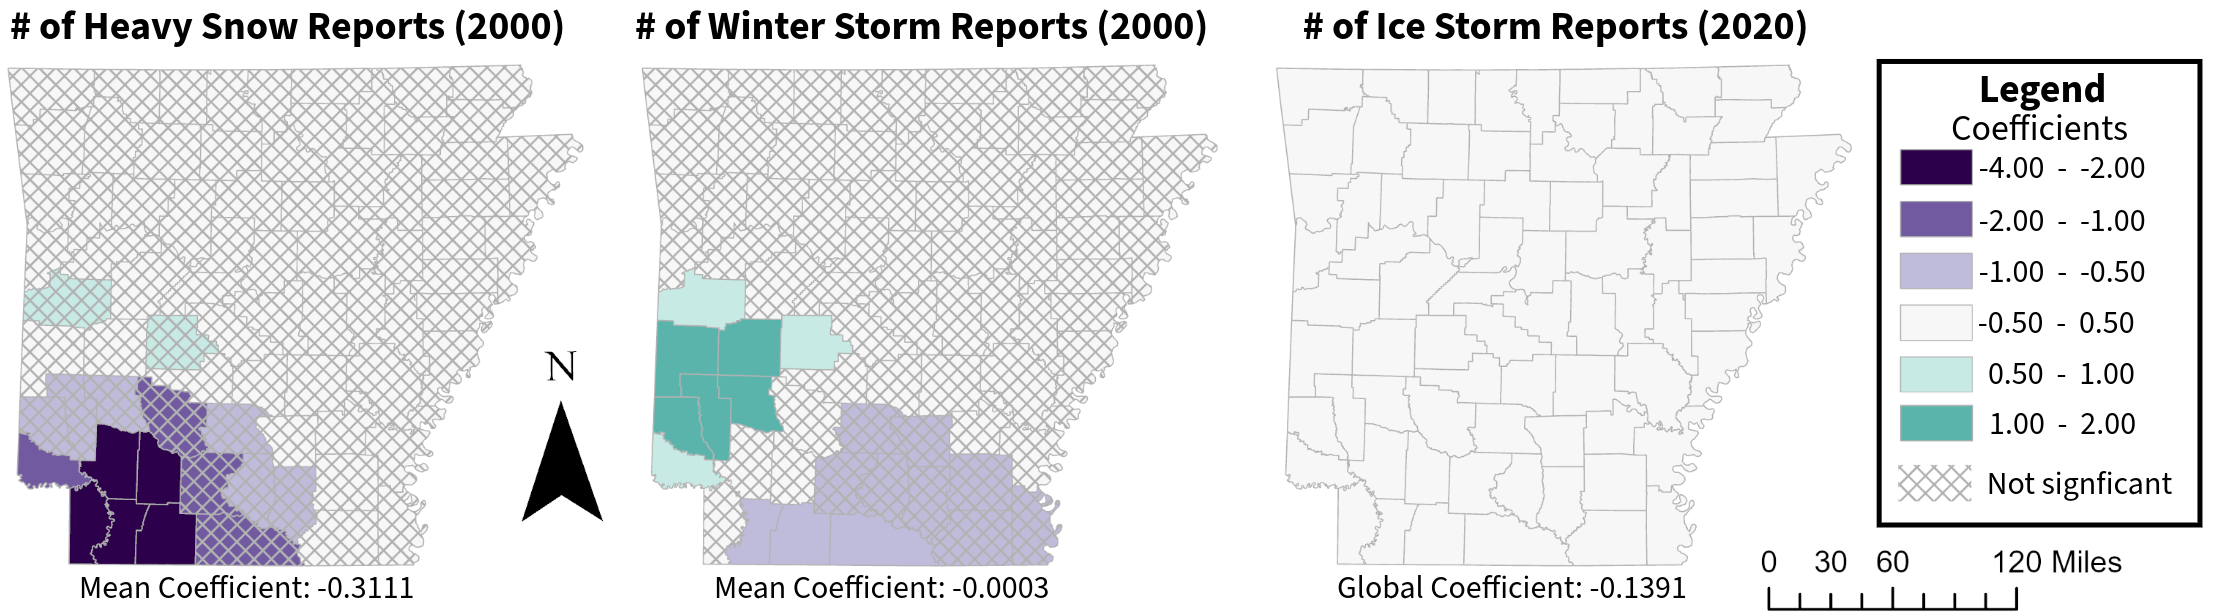 # of Heavy Snow Reports (2000)
# of Winter Storm Reports (2000)
# of Ice Storm Reports (2020)
N
Mean Coefficient: -0.3111
Mean Coefficient: -0.0003
Global Coefficient: -0.1391
Legend
Coefficients
-4.00 - -2.00
-2.00 - -1.00
-1.00 - -0.50
-0.50 - 0.50
0.50 - 1.00
1.00 - 2.00
Not signficant
0 30 60 120 Miles